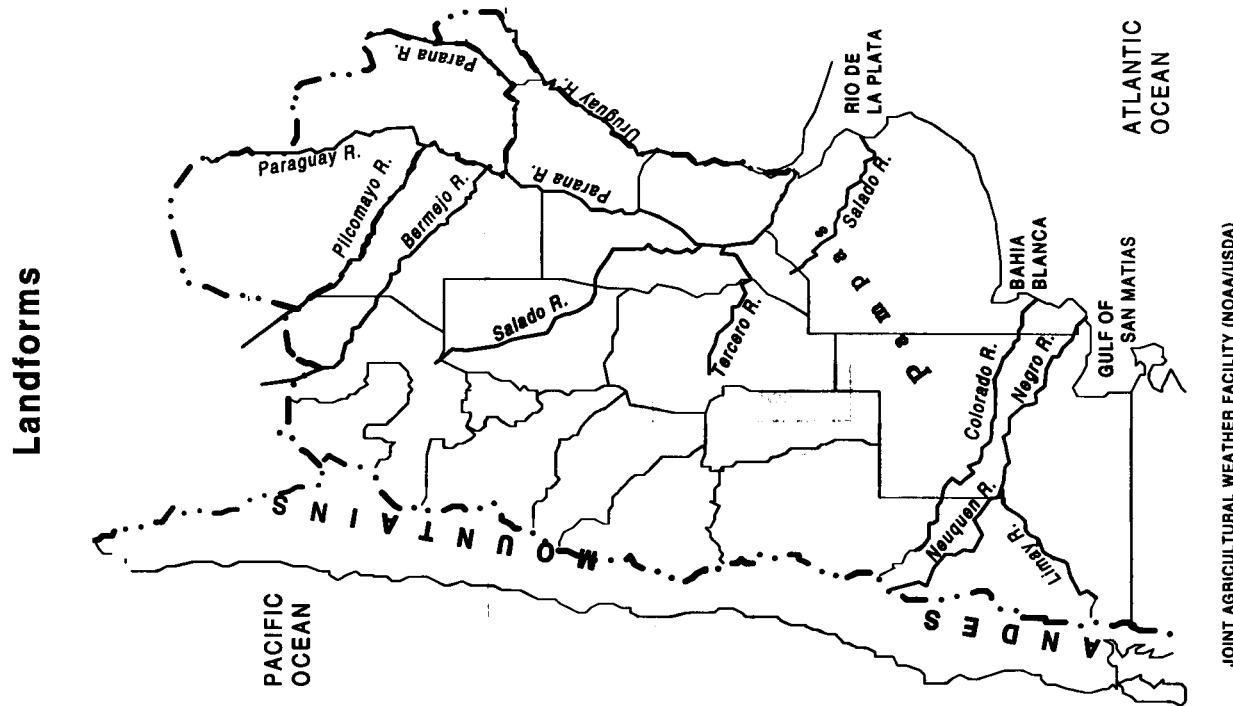 Landforms
PACIFIC
OCEAN
ANDES MOUNTAINS
Paraguay R.
Parana R.
Pilcomayo R.
Bermejo R.
Parana R.
Uruguay R.
Salado R.
Tercero R.
RIO DE
LA PLATA
Salado R.
Pampas
ATLANTIC
OCEAN
BAHIA
BLANCA
Colorado R.
Negro R.
Neuquen R.
Limay R.
GULF OF
SAN MATIAS
JOINT AGRICULTURAL WEATHER FACILITY (NOAA/USDA)